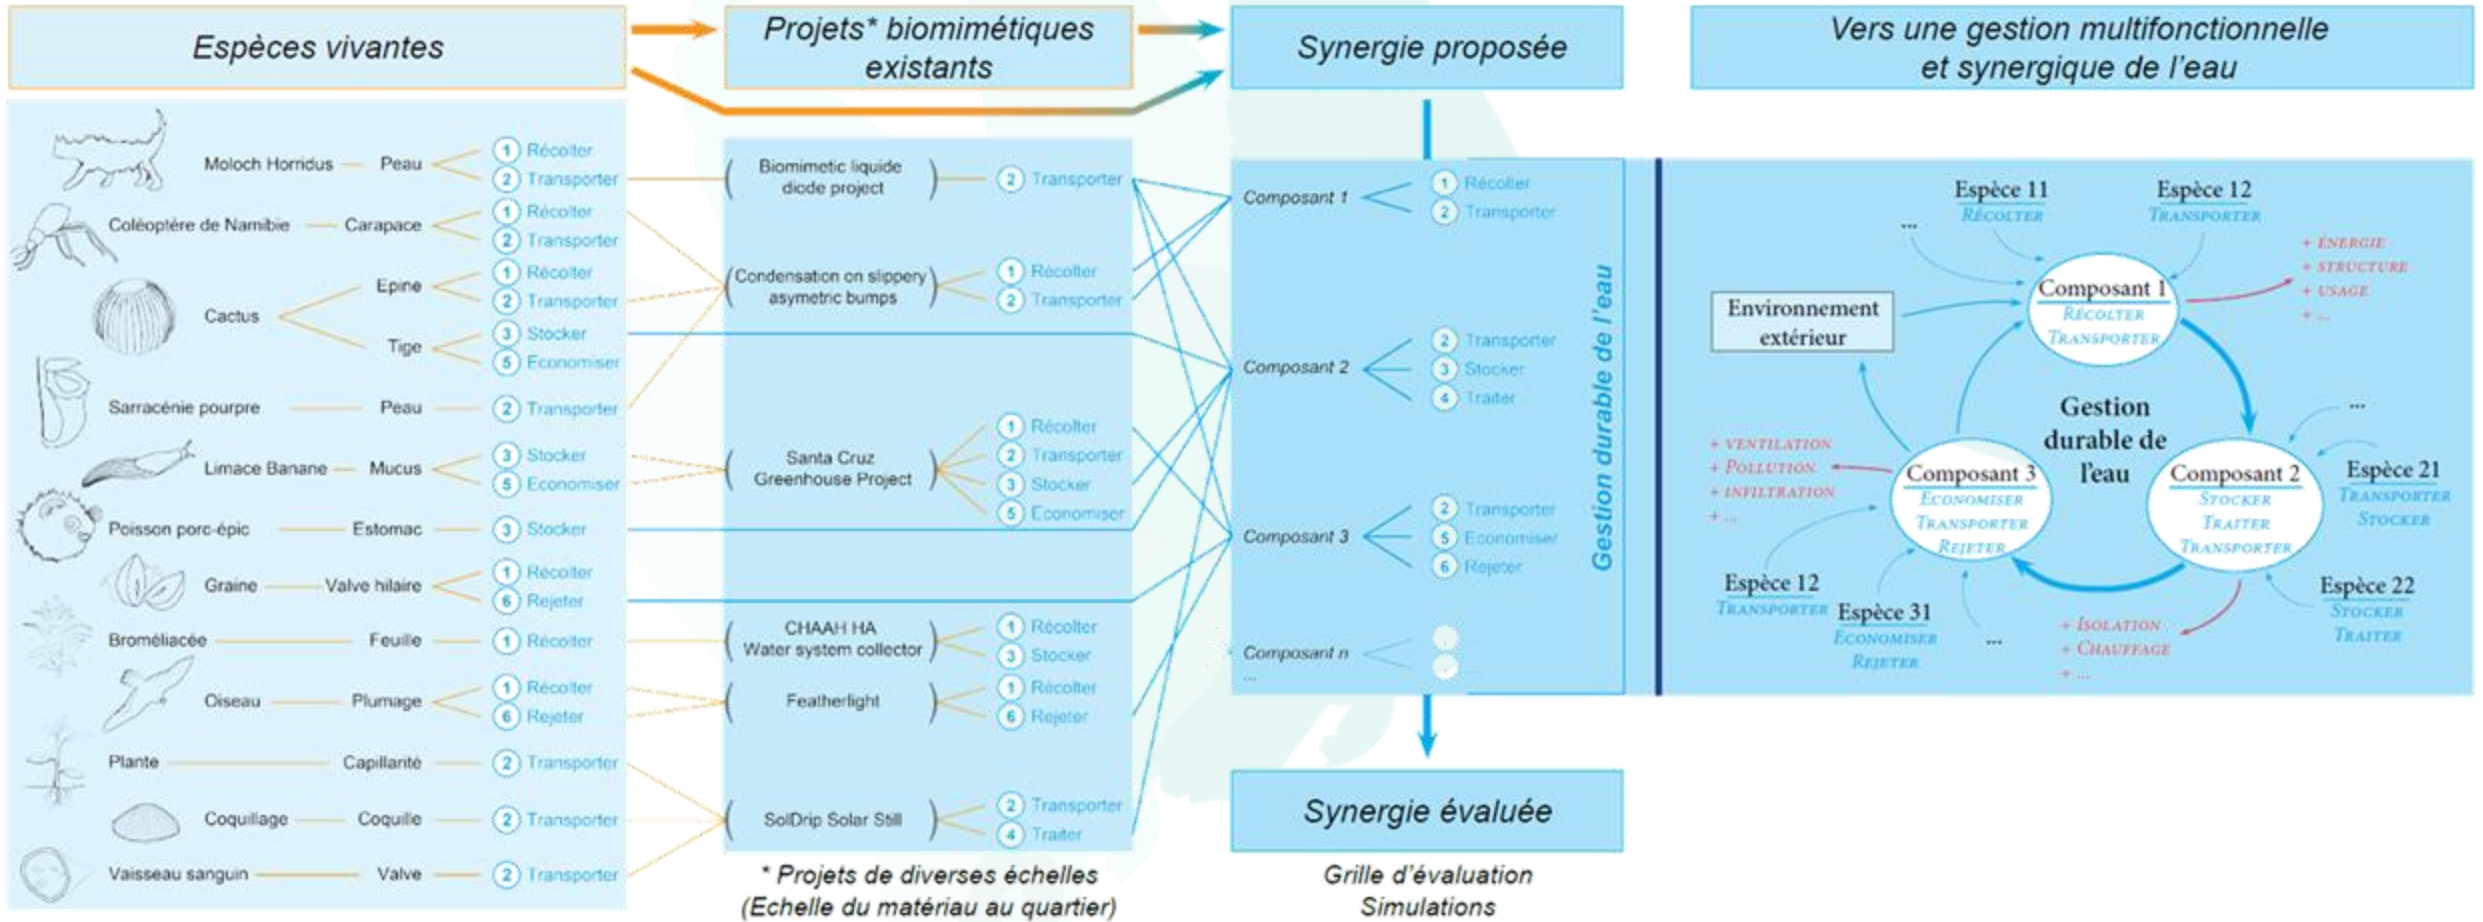 Espèces vivantes
Projets* biomimétiques
existants
Synergie proposée
Vers une gestion multifonctionnelle
et synergique de l'eau
Moloch Horridus
Peau
1 Récolter
2 Transporter
Coléoptère de Namibie
Carapace
1 Récolter
2 Transporter
Cactus
Epine
1 Récolter
2 Transporter
Tige
3 Stocker
5 Economiser
Sarracénie pourpre
Peau
2 Transporter
Limace Banane
Mucus
3 Stocker
5 Economiser
Poisson porc-épic
Estomac
3 Stocker
Graine
Valve hilaire
1 Récolter
6 Rejeter
Broméliacée
Feuille
1 Récolter
Oiseau
Plumage
1 Récolter
6 Rejeter
Plante
Capillarité
2 Transporter
Coquillage
Coquille
2 Transporter
Vaisseau sanguin
Valve
2 Transporter
Biomimetic liquide
diode project
2 Transporter
Condensation on slippery
asymetric bumps
1 Récolter
2 Transporter
Santa Cruz
Greenhouse Project
1 Récolter
2 Transporter
3 Stocker
5 Economiser
CHAAH HA
Water system collector
1 Récolter
3 Stocker
Featherlight
1 Récolter
6 Rejeter
SolDrip Solar Still
2 Transporter
4 Traiter
* Projets de diverses échelles
(Echelle du matériau au quartier)
Composant 1
1 Récolter
2 Transporter
Composant 2
2 Transporter
3 Stocker
4 Traiter
Composant 3
2 Transporter
5 Economiser
6 Rejeter
Composant n
...
Gestion durable de l'eau
Synergie évaluée
Grille d'évaluation
Simulations
Espèce 11
RÉCOLTER
Espèce 12
TRANSPORTER
...
+ ÉNERGIE
+ STRUCTURE
+ USAGE
+ ...
Composant 1
RÉCOLTER
TRANSPORTER
Environnement
extérieur
Gestion
durable de
l'eau
...
+ VENTILATION
+ POLLUTION
+ INFILTRATION
+ ...
Composant 3
ECONOMISER
TRANSPORTER
REJETER
Composant 2
STOCKER
TRAITER
TRANSPORTER
Espèce 21
TRANSPORTER
STOCKER
Espèce 12
TRANSPORTER
Espèce 31
ECONOMISER
REJETER
...
+ ISOLATION
+ CHAUFFAGE
+ ...
Espèce 22
STOCKER
TRAITER